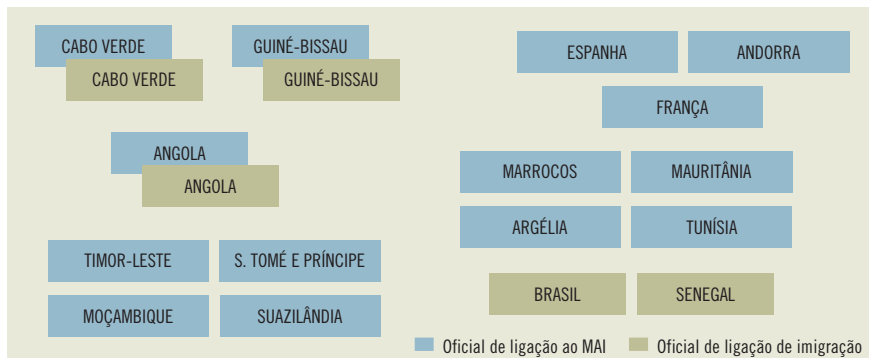 CABO VERDE
CABO VERDE
GUINÉ-BISSAU
GUINÉ-BISSAU
ANGOLA
ANGOLA
TIMOR-LESTE
S. TOMÉ E PRÍNCIPE
MOÇAMBIQUE
SUAZILÂNDIA
ESPANHA
ANDORRA
FRANÇA
MARROCOS
MAURITÂNIA
ARGÉLIA
TUNÍSIA
BRASIL
SENEGAL
Oficial de ligação ao MAI
Oficial de ligação de imigração